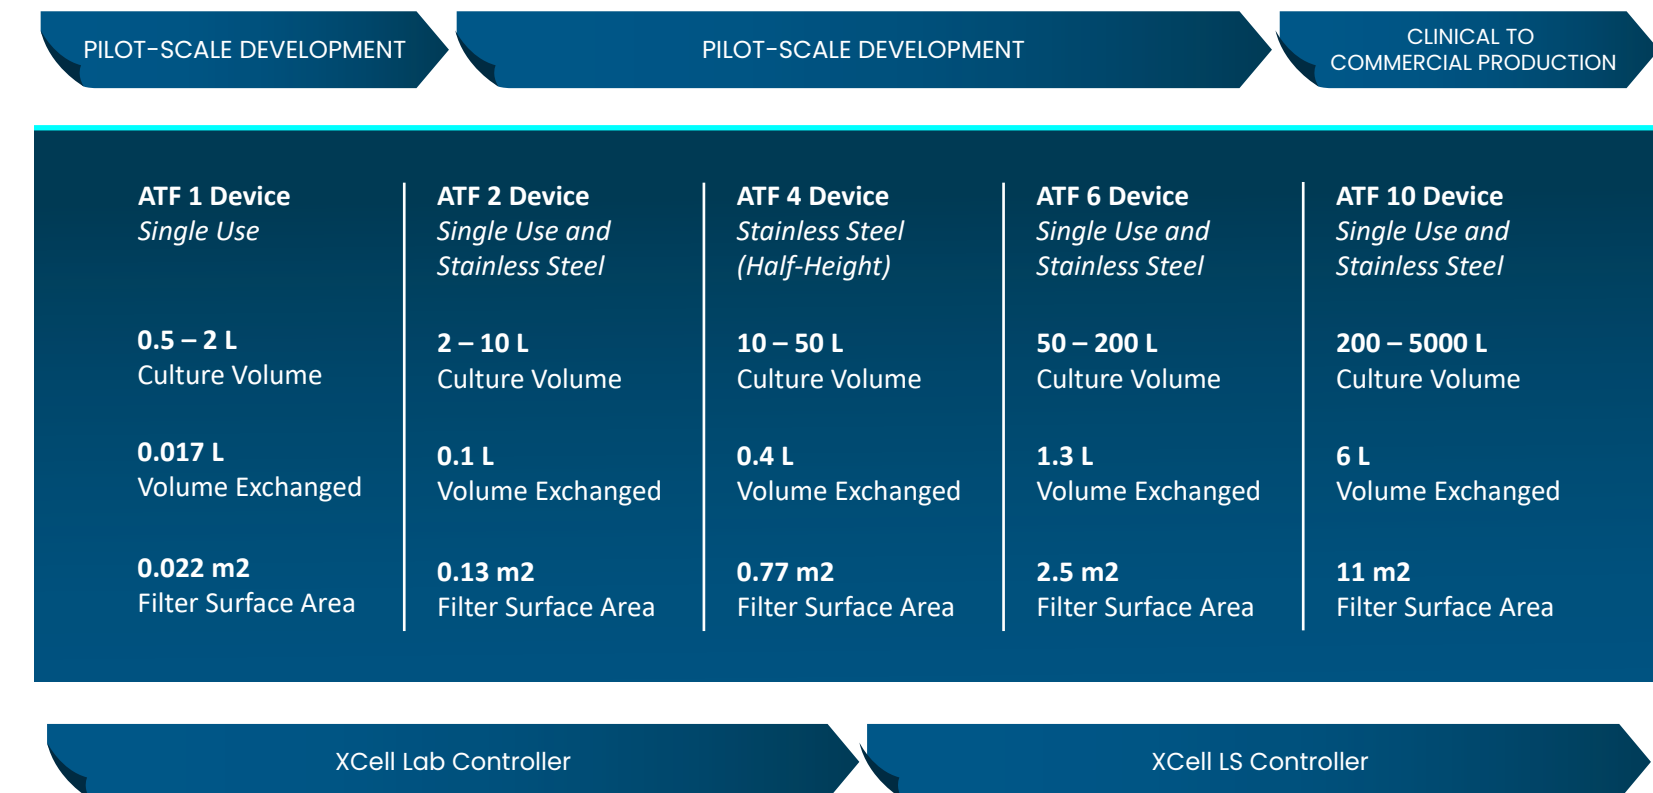 PILOT-SCALE DEVELOPMENT
PILOT-SCALE DEVELOPMENT
CLINICAL TO
COMMERCIAL PRODUCTION
ATF 1 Device
Single Use
0.5 – 2 L
Culture Volume
0.017 L
Volume Exchanged
0.022 m2
Filter Surface Area
ATF 2 Device
Single Use and
Stainless Steel
2 – 10 L
Culture Volume
0.1 L
Volume Exchanged
0.13 m2
Filter Surface Area
ATF 4 Device
Stainless Steel
(Half-Height)
10 – 50 L
Culture Volume
0.4 L
Volume Exchanged
0.77 m2
Filter Surface Area
ATF 6 Device
Single Use and
Stainless Steel
50 – 200 L
Culture Volume
1.3 L
Volume Exchanged
2.5 m2
Filter Surface Area
ATF 10 Device
Single Use and
Stainless Steel
200 – 5000 L
Culture Volume
6 L
Volume Exchanged
11 m2
Filter Surface Area
XCell Lab Controller
XCell LS Controller